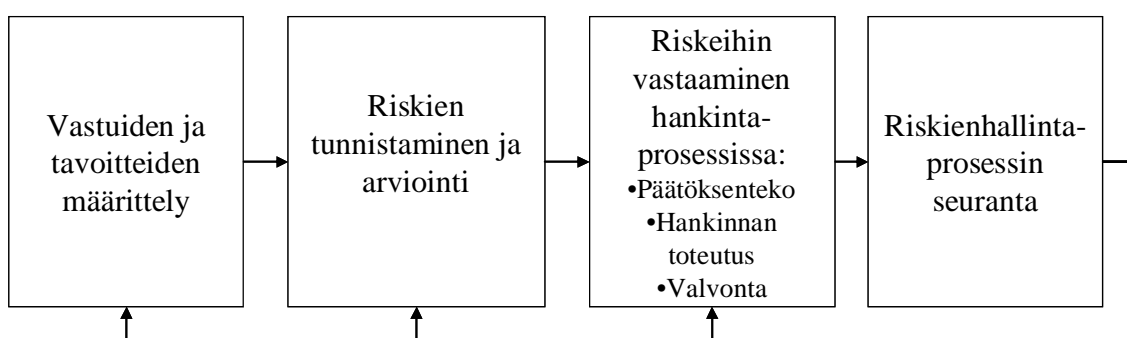 Vastuiden ja
tavoitteiden
määrittely
Riskien
tunnistaminen ja
arviointi
Riskeihin
vastaaminen
hankinta-
prosessissa:
•Päätöksenteko
•Hankinnan
toteutus
•Valvonta
Riskienhallinta-
prosessin
seuranta